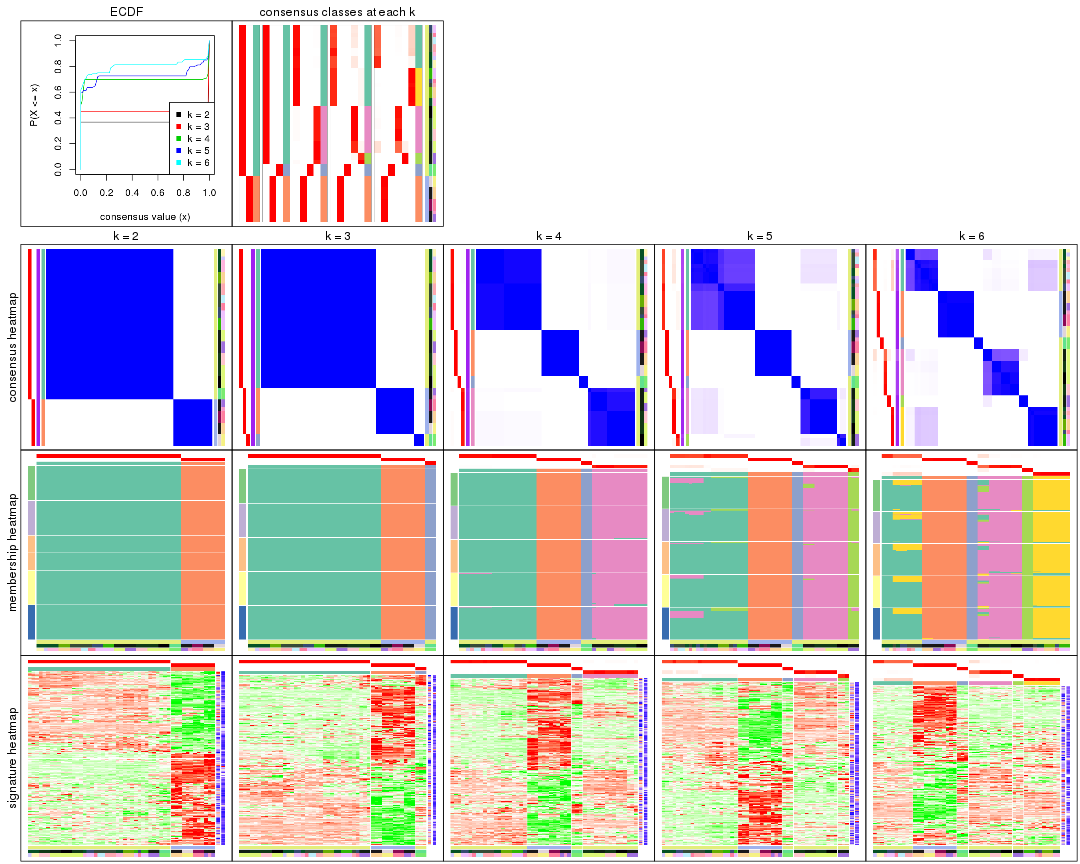 ECDF
consensus classes at each k
P(X <= x)
0.0 0.2 0.4 0.6 0.8 1.0
k = 2
k = 3
k = 4
k = 5
k = 6
0.0 0.2 0.4 0.6 0.8 1.0
consensus value (x)
k = 2
k = 3
k = 4
k = 5
k = 6
consensus heatmap
membership heatmap
signature heatmap